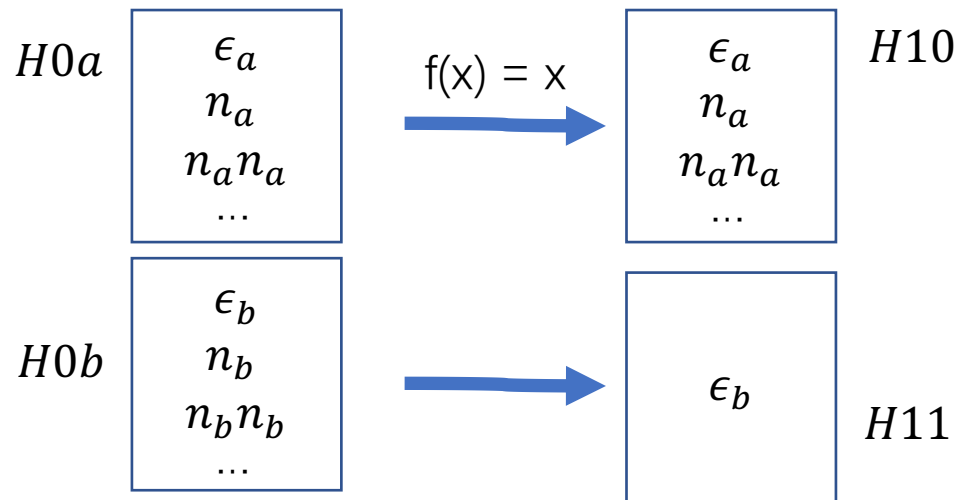 H0a
ϵ_a
n_a
n_a n_a
...
f(x) = x
ϵ_a
n_a
n_a n_a
...
H10
H0b
ϵ_b
n_b
n_b n_b
...
ϵ_b
H11